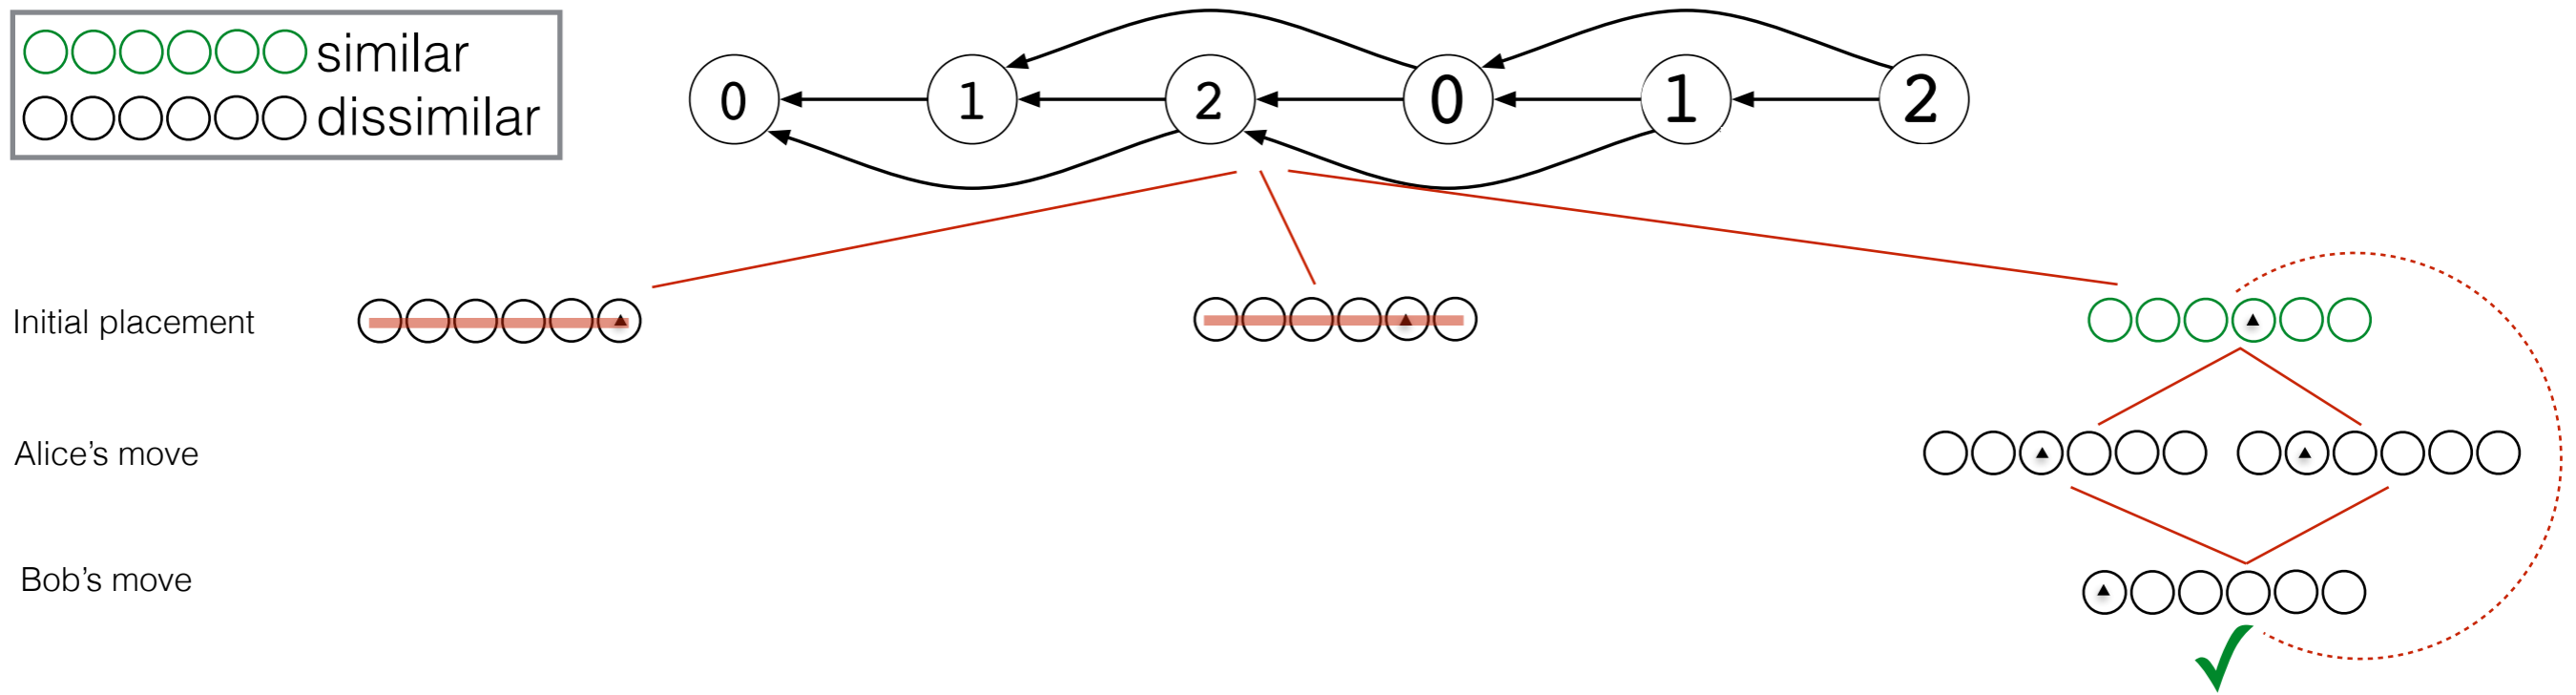 similar
dissimilar
0 1 2 0 1 2
Initial placement
Alice’s move
Bob’s move